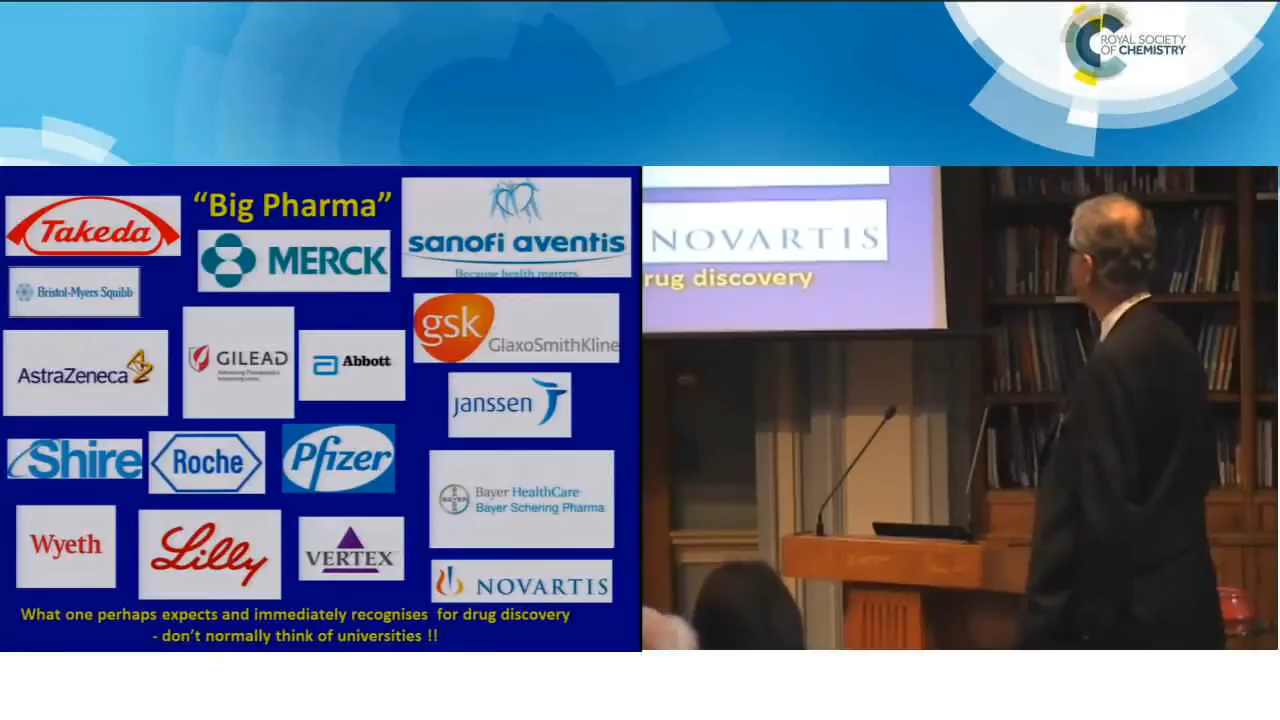 ROYAL SOCIETY
OF CHEMISTRY
"Big Pharma"
Takeda
MERCK
sanofi aventis
Because health matters
Bristol-Myers Squibb
gsk
GlaxoSmithKline
AstraZeneca
GILEAD
Abbott
janssen
Shire
Roche
Pfizer
BAYER
Bayer HealthCare
Bayer Schering Pharma
Wyeth
Lilly
VERTEX
NOVARTIS
What one perhaps expects and immediately recognises for drug discovery
- don't normally think of universities !!
NOVARTIS
rug discovery